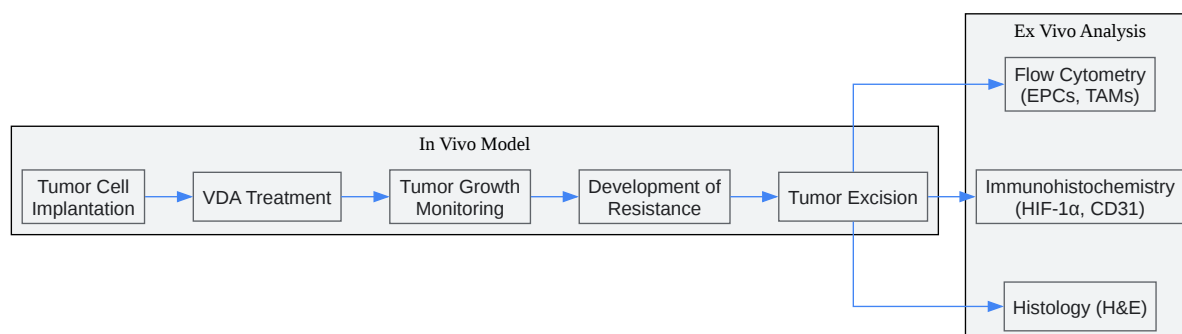 Ex Vivo Analysis
Flow Cytometry
(EPCs, TAMs)
In Vivo Model
Tumor Cell
Implantation
VDA Treatment
Tumor Growth
Monitoring
Development of
Resistance
Tumor Excision
Immunohistochemistry
(HIF-1α, CD31)
Histology (H&E)